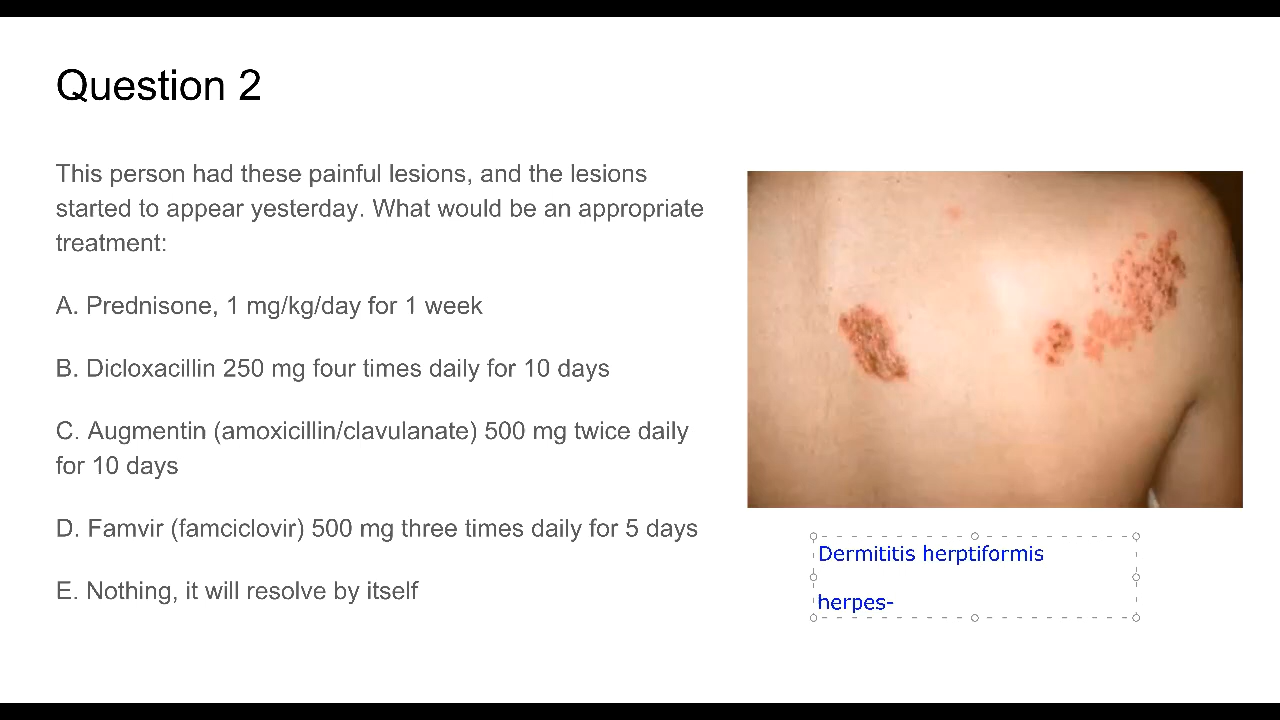 Question 2
This person had these painful lesions, and the lesions
started to appear yesterday. What would be an appropriate
treatment:
A. Prednisone, 1 mg/kg/day for 1 week
B. Dicloxacillin 250 mg four times daily for 10 days
C. Augmentin (amoxicillin/clavulanate) 500 mg twice daily
for 10 days
D. Famvir (famciclovir) 500 mg three times daily for 5 days
E. Nothing, it will resolve by itself
Dermititis herptiformis
herpes-